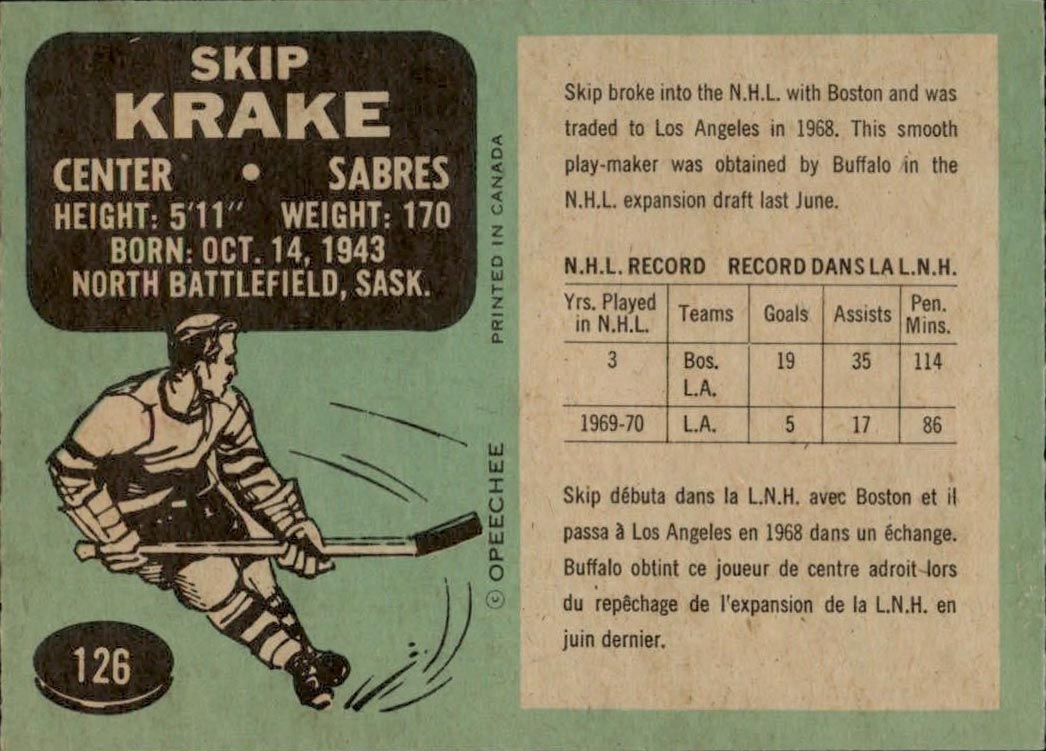 SKIP
KRAKE
CENTER • SABRES
HEIGHT: 5'11" WEIGHT: 170
BORN: OCT. 14, 1943
NORTH BATTLEFIELD, SASK.
PRINTED IN CANADA
© OPEECHEE
126
Skip broke into the N.H.L. with Boston and was
traded to Los Angeles in 1968. This smooth
play-maker was obtained by Buffalo in the
N.H.L. expansion draft last June.
N.H.L. RECORD RECORD DANS LA L.N.H.
Yrs. Played in N.H.L. Teams Goals Assists Pen. Mins.
3 Bos. 19 35 114
L.A.
1969-70 L.A. 5 17 86
Skip débuta dans la L.N.H. avec Boston et il
passa à Los Angeles en 1968 dans un échange.
Buffalo obtint ce joueur de centre adroit lors
du repêchage de l'expansion de la L.N.H. en
juin dernier.